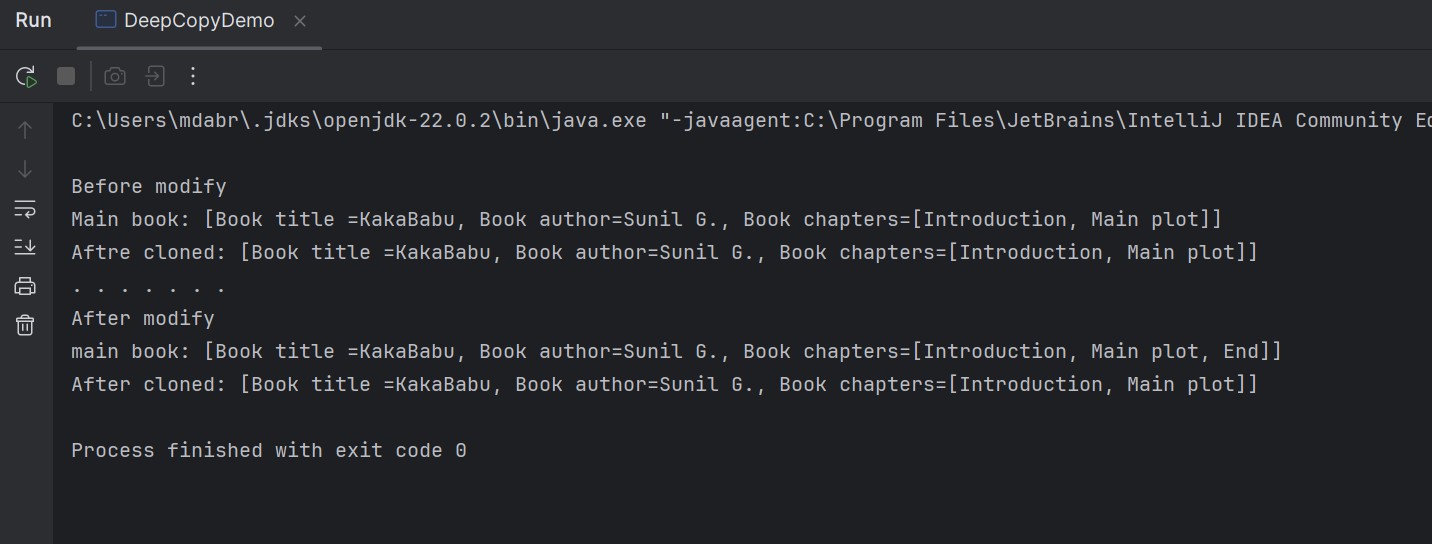 Run DeepCopyDemo
C:\Users\mdabr\.jdks\openjdk-22.0.2\bin\java.exe "-javaagent:C:\Program Files\JetBrains\IntelliJ IDEA Community Ed
Before modify
Main book: [Book title =KakaBabu, Book author=Sunil G., Book chapters=[Introduction, Main plot]]
Aftre cloned: [Book title =KakaBabu, Book author=Sunil G., Book chapters=[Introduction, Main plot]]
. . . . . . .
After modify
main book: [Book title =KakaBabu, Book author=Sunil G., Book chapters=[Introduction, Main plot, End]]
After cloned: [Book title =KakaBabu, Book author=Sunil G., Book chapters=[Introduction, Main plot]]
Process finished with exit code 0